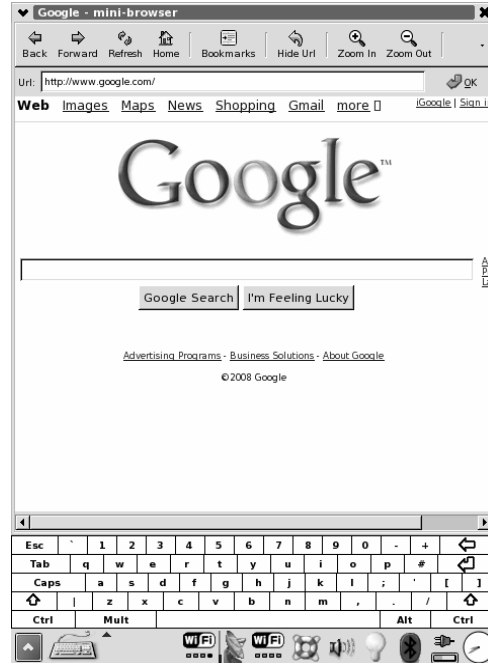 Google - mini-browser
Back Forward Refresh Home Bookmarks Hide Url Zoom In Zoom Out
Url: http://www.google.com/ OK
Web Images Maps News Shopping Gmail more iGoogle | Sign i
Google™
A
P
La
Google Search I'm Feeling Lucky
Advertising Programs - Business Solutions - About Google
©2008 Google
Esc ` 1 2 3 4 5 6 7 8 9 0 - +
Tab q w e r t y u i o p #
Caps a s d f g h j k l ; ' [ ]
| z x c v b n m , . /
Ctrl Mult Alt Ctrl
WiFi WiFi